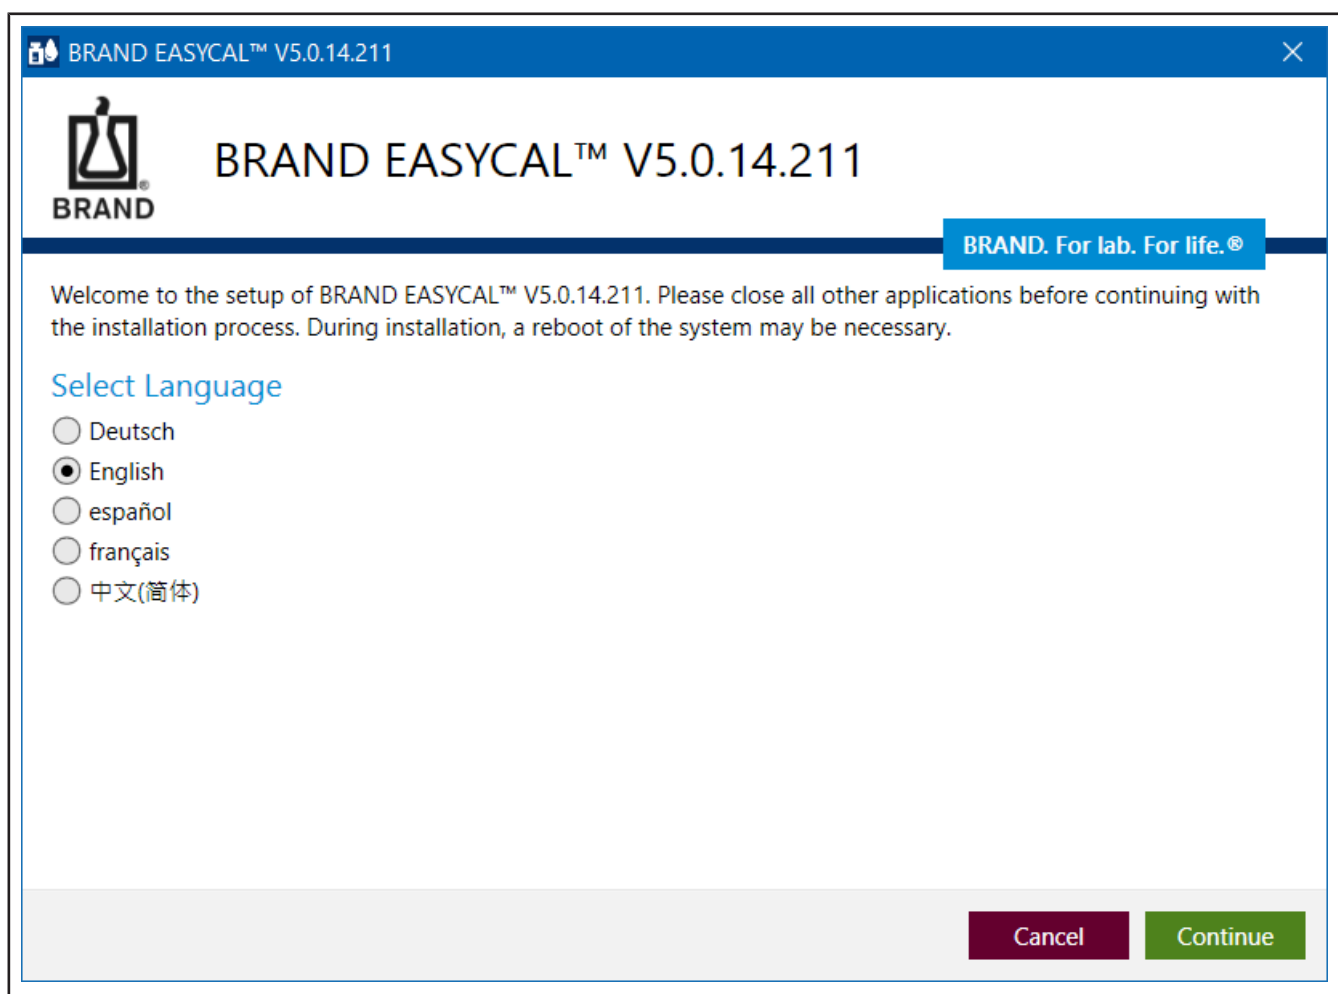 BRAND EASYCAL™ V5.0.14.211
BRAND®
BRAND EASYCAL™ V5.0.14.211
BRAND. For lab. For life.®
Welcome to the setup of BRAND EASYCAL™ V5.0.14.211. Please close all other applications before continuing with
the installation process. During installation, a reboot of the system may be necessary.
Select Language
Deutsch
English
español
français
中文(简体)
Cancel
Continue